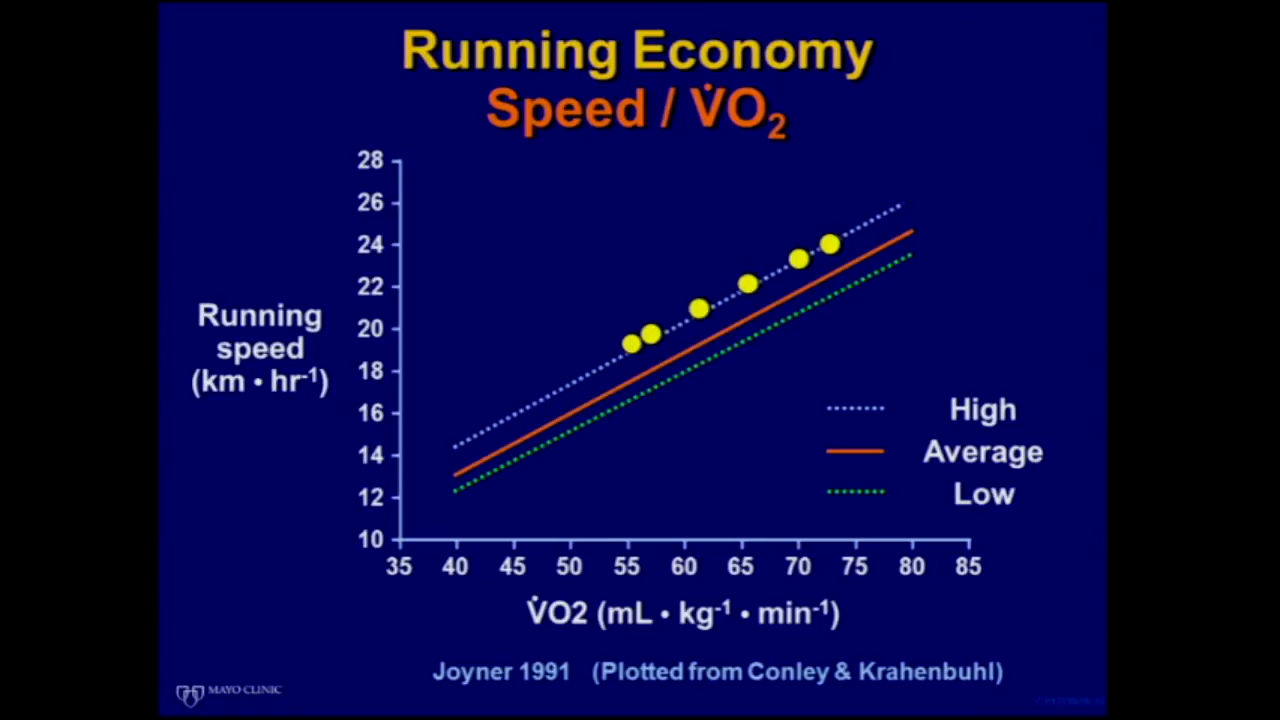 Running Economy
Speed / V̇O₂
28
26
24
22
20
18
16
14
12
10
Running
speed
(km • hr⁻¹)
High
Average
Low
35 40 45 50 55 60 65 70 75 80 85
V̇O2 (mL • kg⁻¹ • min⁻¹)
Joyner 1991 (Plotted from Conley & Krahenbuhl)
MAYO CLINIC